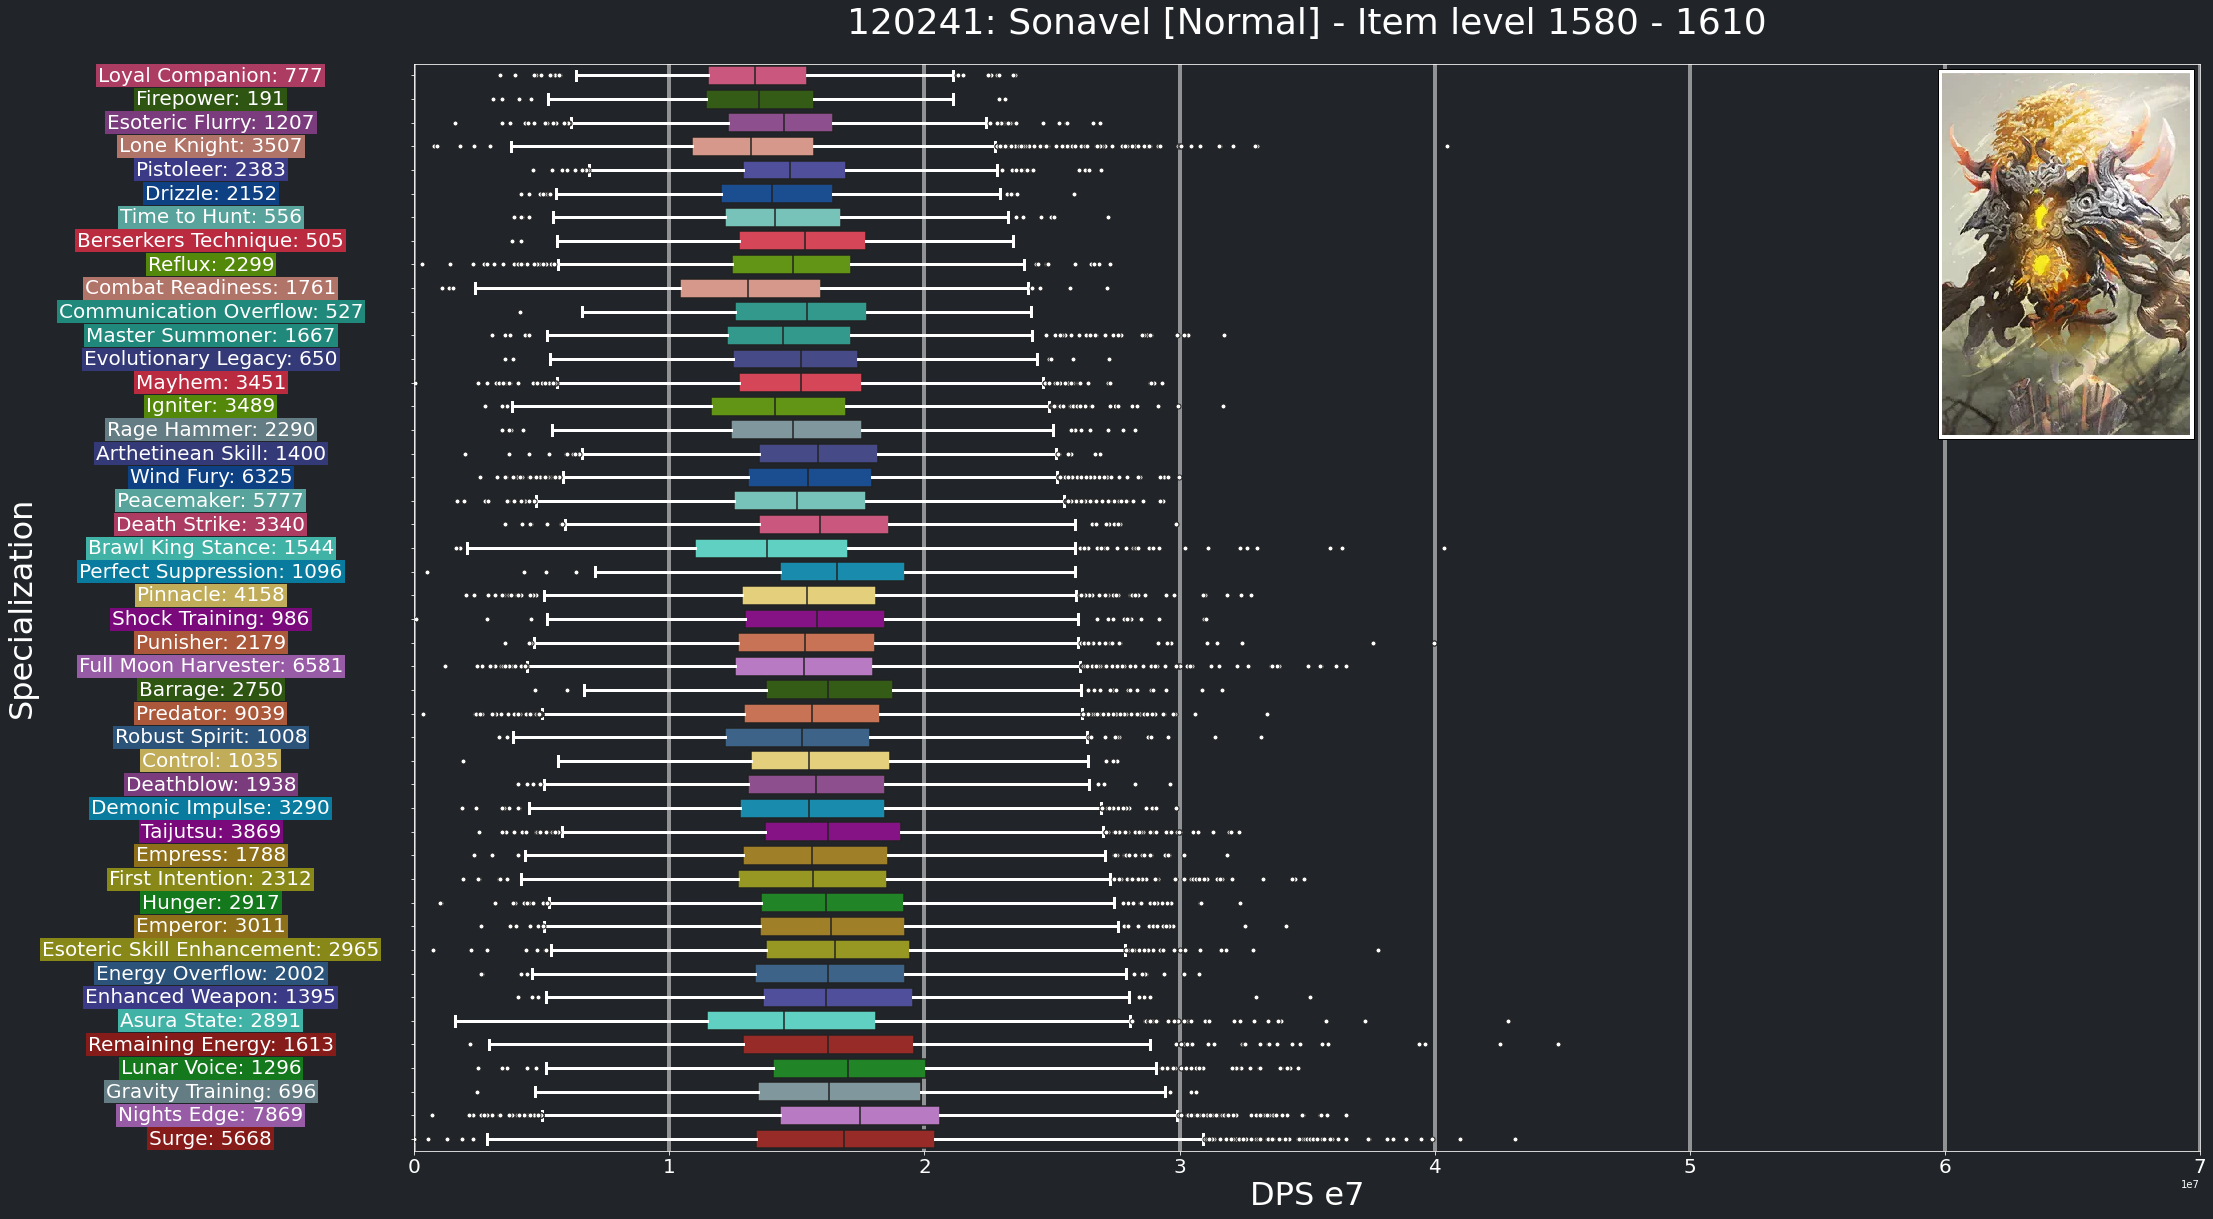 120241: Sonavel [Normal] - Item level 1580 - 1610
Specialization
Loyal Companion: 777
Firepower: 191
Esoteric Flurry: 1207
Lone Knight: 3507
Pistoleer: 2383
Drizzle: 2152
Time to Hunt: 556
Berserkers Technique: 505
Reflux: 2299
Combat Readiness: 1761
Communication Overflow: 527
Master Summoner: 1667
Evolutionary Legacy: 650
Mayhem: 3451
Igniter: 3489
Rage Hammer: 2290
Arthetinean Skill: 1400
Wind Fury: 6325
Peacemaker: 5777
Death Strike: 3340
Brawl King Stance: 1544
Perfect Suppression: 1096
Pinnacle: 4158
Shock Training: 986
Punisher: 2179
Full Moon Harvester: 6581
Barrage: 2750
Predator: 9039
Robust Spirit: 1008
Control: 1035
Deathblow: 1938
Demonic Impulse: 3290
Taijutsu: 3869
Empress: 1788
First Intention: 2312
Hunger: 2917
Emperor: 3011
Esoteric Skill Enhancement: 2965
Energy Overflow: 2002
Enhanced Weapon: 1395
Asura State: 2891
Remaining Energy: 1613
Lunar Voice: 1296
Gravity Training: 696
Nights Edge: 7869
Surge: 5668
0 1 2 3 4 5 6 7
1e7
DPS e7